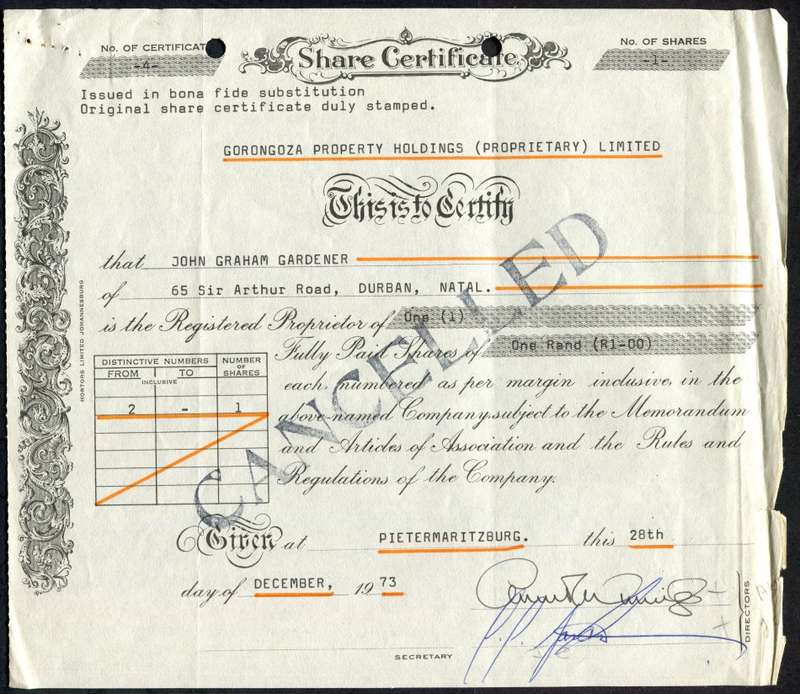 No. OF CERTIFICAT
-4-
Share Certificate
No. OF SHARES
-1-
Issued in bona fide substitution
Original share certificate duly stamped.
GORONGOZA PROPERTY HOLDINGS (PROPRIETARY) LIMITED
This is to Certify
that JOHN GRAHAM GARDENER
of 65 Sir Arthur Road, DURBAN, NATAL.
is the Registered Proprietor of One (1)
Fully Paid Shares of One Rand (R1-00)
each, numbered as per margin inclusive, in the
above-named Company, subject to the Memorandum
and Articles of Association and the Rules and
Regulations of the Company.
DISTINCTIVE NUMBERS
NUMBER OF SHARES
FROM TO
INCLUSIVE
2 - 1
CANCELLED
HORTORS LIMITED JOHANNESBURG
Given at PIETERMARITZBURG. this 28th
day of DECEMBER, 1973
DIRECTORS
SECRETARY